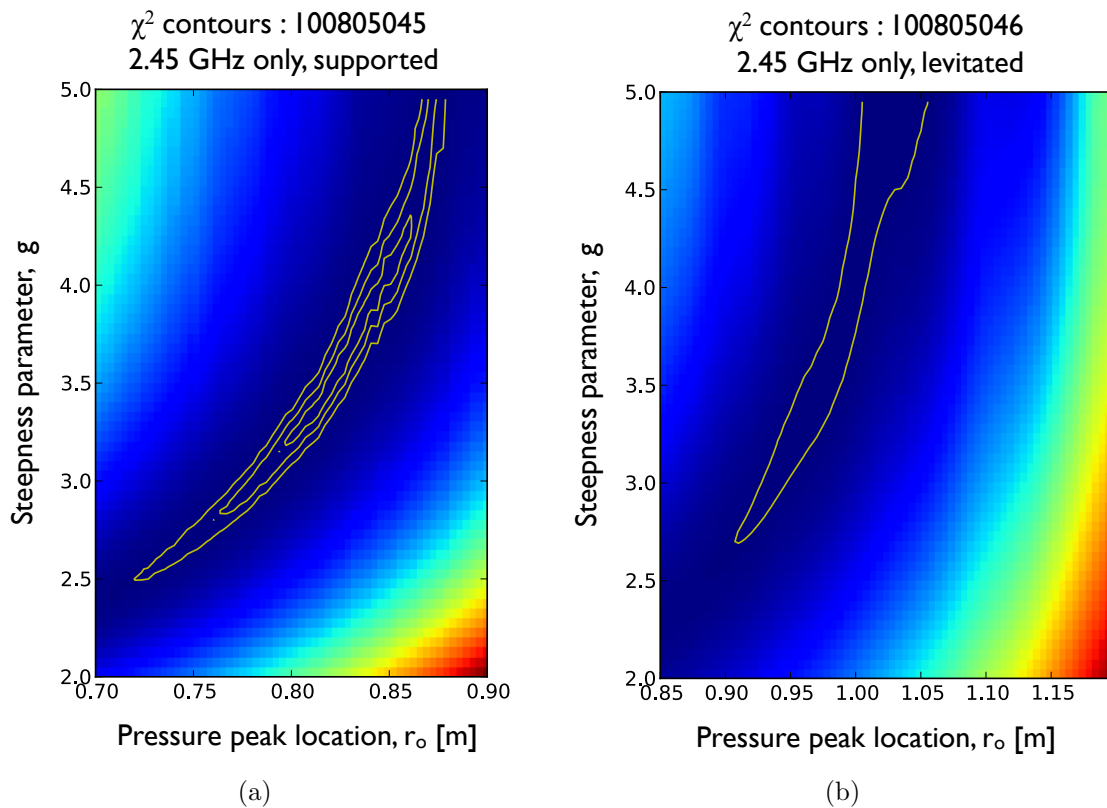 χ² contours : 100805045
2.45 GHz only, supported
5.0
4.5
4.0
3.5
3.0
2.5
2.0
Steepness parameter, g
0.70 0.75 0.80 0.85 0.90
Pressure peak location, rₒ [m]
(a)
χ² contours : 100805046
2.45 GHz only, levitated
5.0
4.5
4.0
3.5
3.0
2.5
2.0
Steepness parameter, g
0.85 0.90 0.95 1.00 1.05 1.10 1.15
Pressure peak location, rₒ [m]
(b)